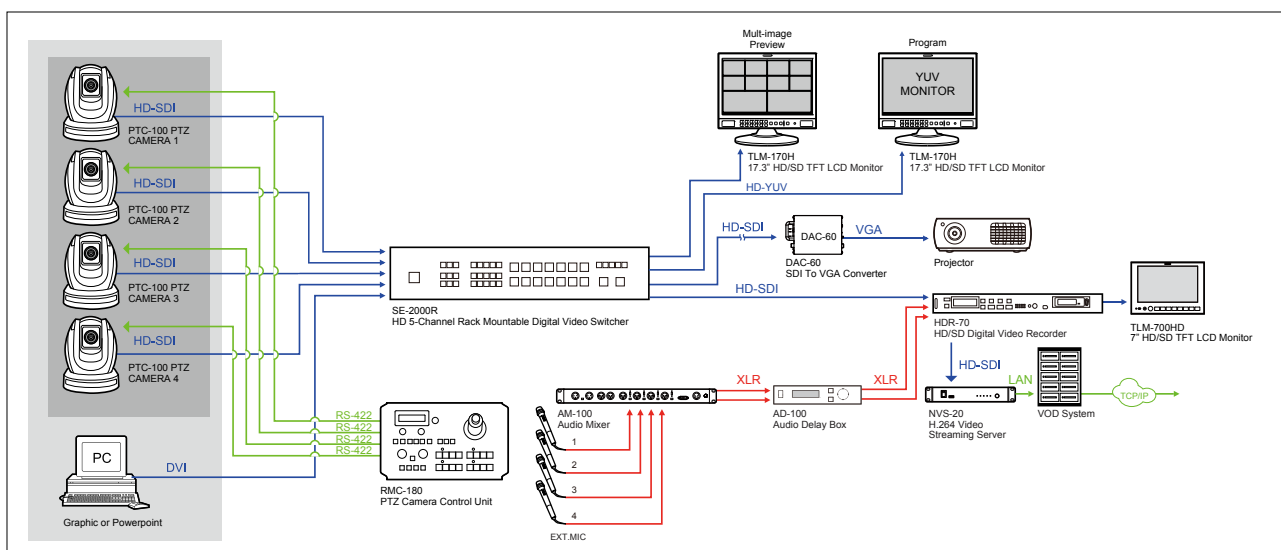 Mult-image
Preview
Program
YUV
MONITOR
HD-SDI
PTC-100 PTZ
CAMERA 1
TLM-170H
17.3" HD/SD TFT LCD Monitor
TLM-170H
17.3" HD/SD TFT LCD Monitor
HD-SDI
PTC-100 PTZ
CAMERA 2
HD-YUV
HD-SDI
DAC-60
VGA
DAC-60
SDI To VGA Converter
Projector
HD-SDI
PTC-100 PTZ
CAMERA 3
HD-SDI
SE-2000R
HD 5-Channel Rack Mountable Digital Video Switcher
HDR-70
HD/SD Digital Video Recorder
TLM-700HD
7" HD/SD TFT LCD Monitor
HD-SDI
PTC-100 PTZ
CAMERA 4
HD-SDI
XLR
XLR
LAN
TCP/IP
AM-100
Audio Mixer
AD-100
Audio Delay Box
NVS-20
H.264 Video
Streaming Server
VOD System
RS-422
RS-422
RS-422
RS-422
1
2
3
4
PC
DVI
RMC-180
PTZ Camera Control Unit
Graphic or Powerpoint
EXT.MIC